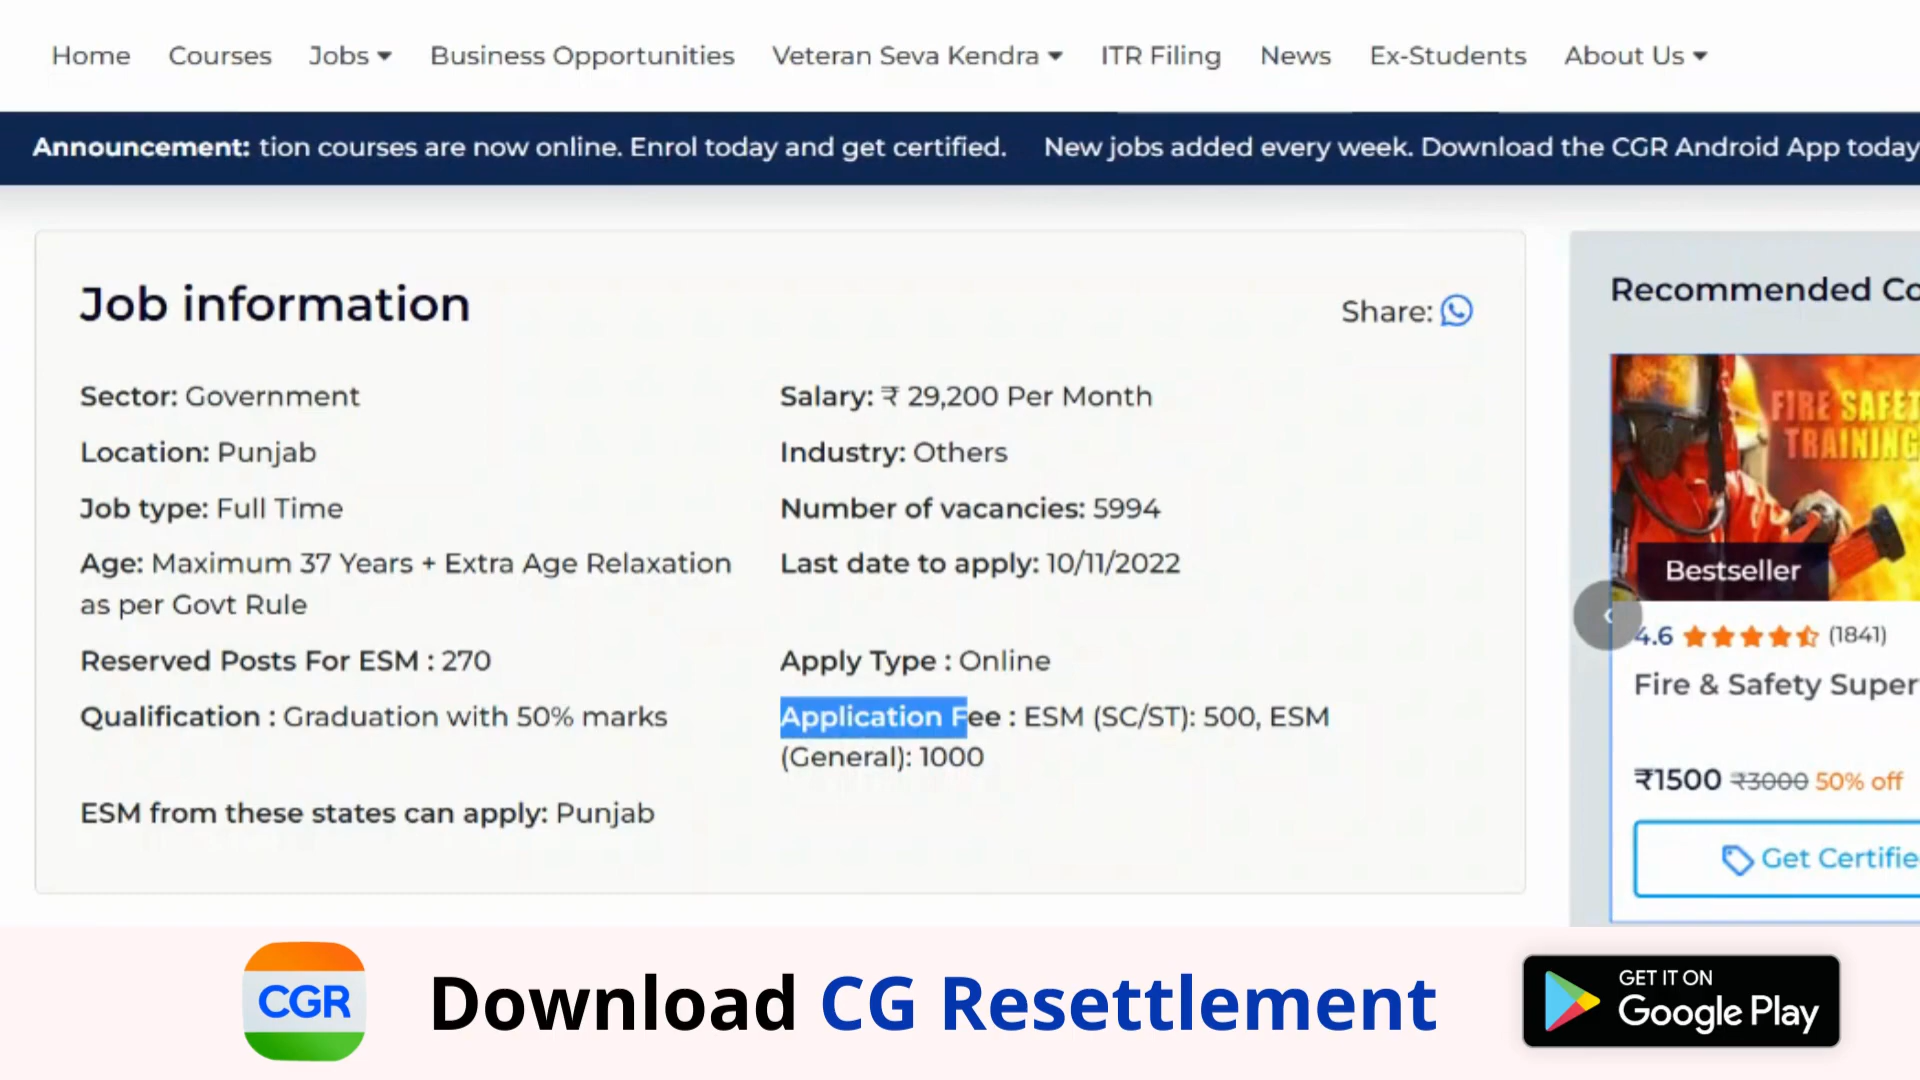 Home Courses Jobs Business Opportunities Veteran Seva Kendra ITR Filing News Ex-Students About Us
Announcement: tion courses are now online. Enrol today and get certified. New jobs added every week. Download the CGR Android App today
Job information
Share:
Sector: Government
Salary: ₹ 29,200 Per Month
Location: Punjab
Industry: Others
Job type: Full Time
Number of vacancies: 5994
Age: Maximum 37 Years + Extra Age Relaxation
as per Govt Rule
Last date to apply: 10/11/2022
Reserved Posts For ESM : 270
Apply Type : Online
Qualification : Graduation with 50% marks
Application Fee : ESM (SC/ST): 500, ESM
(General): 1000
ESM from these states can apply: Punjab
Recommended Co
FIRE SAFET
TRAINING
Bestseller
4.6 (1841)
Fire & Safety Super
₹1500 ₹3000 50% off
Get Certifie
CGR
Download CG Resettlement
GET IT ON
Google Play